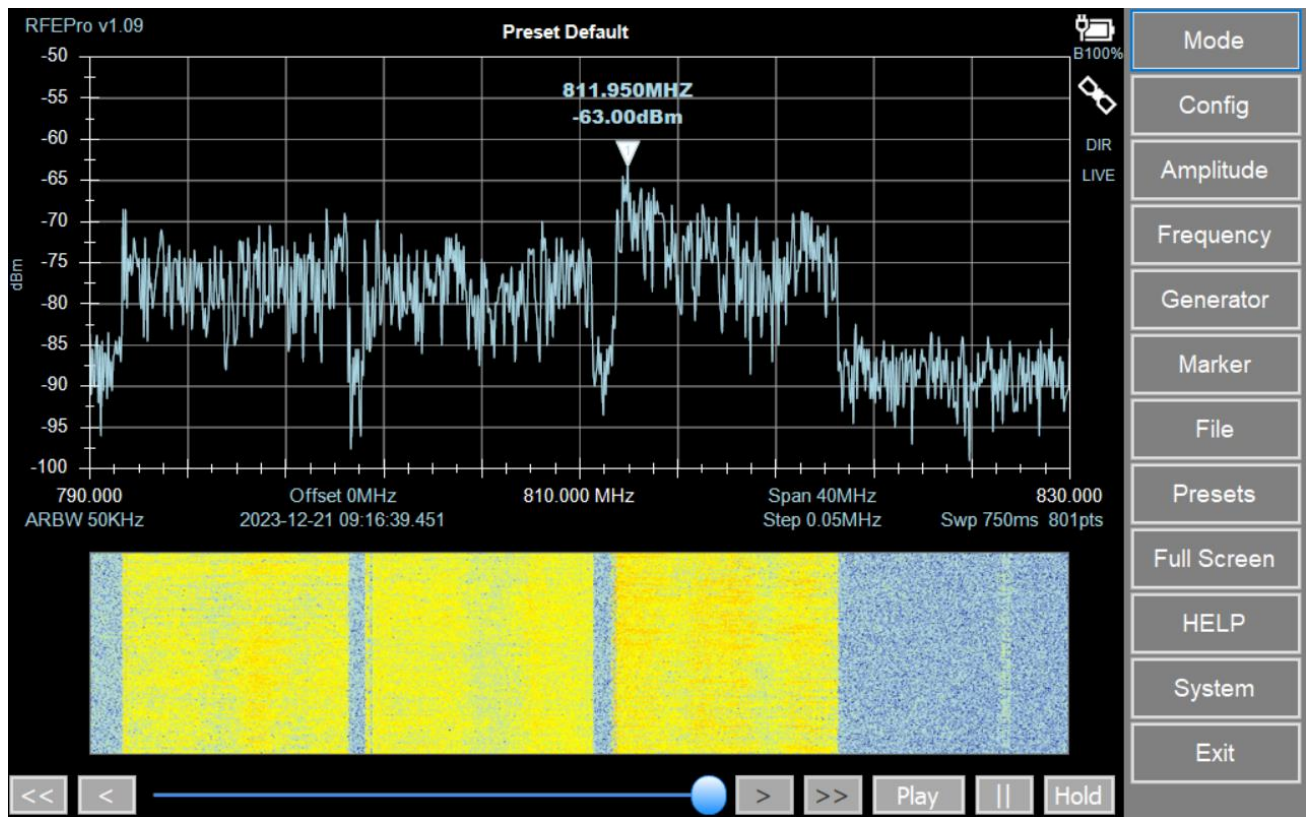 RFEPro v1.09
Preset Default
B100%
DIR
LIVE
811.950MHZ
-63.00dBm
1
dBm
-50
-55
-60
-65
-70
-75
-80
-85
-90
-95
-100
790.000 Offset 0MHz 810.000 MHz Span 40MHz 830.000
ARBW 50KHz 2023-12-21 09:16:39.451 Step 0.05MHz Swp 750ms 801pts
<< < > >> Play || Hold
Mode
Config
Amplitude
Frequency
Generator
Marker
File
Presets
Full Screen
HELP
System
Exit